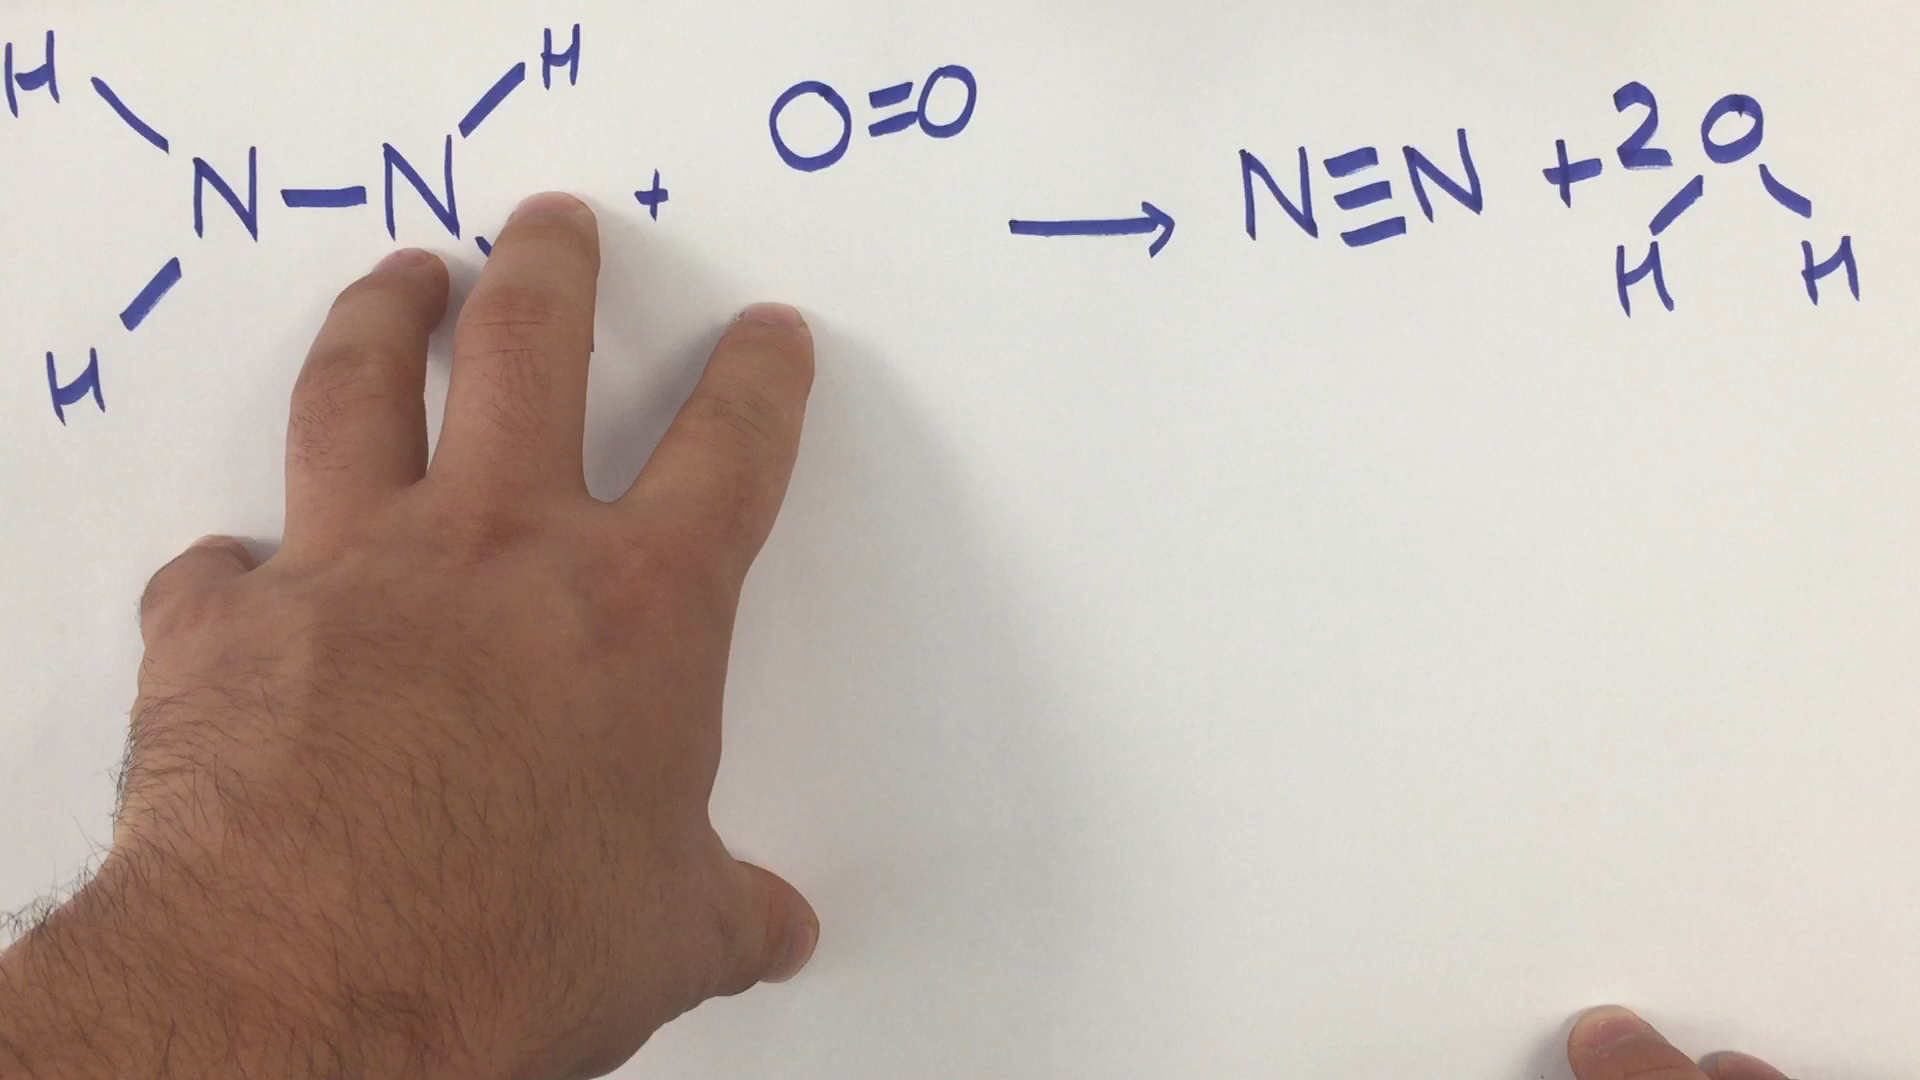 H H
N–N + O=O → N≡N + 2 O
H H H